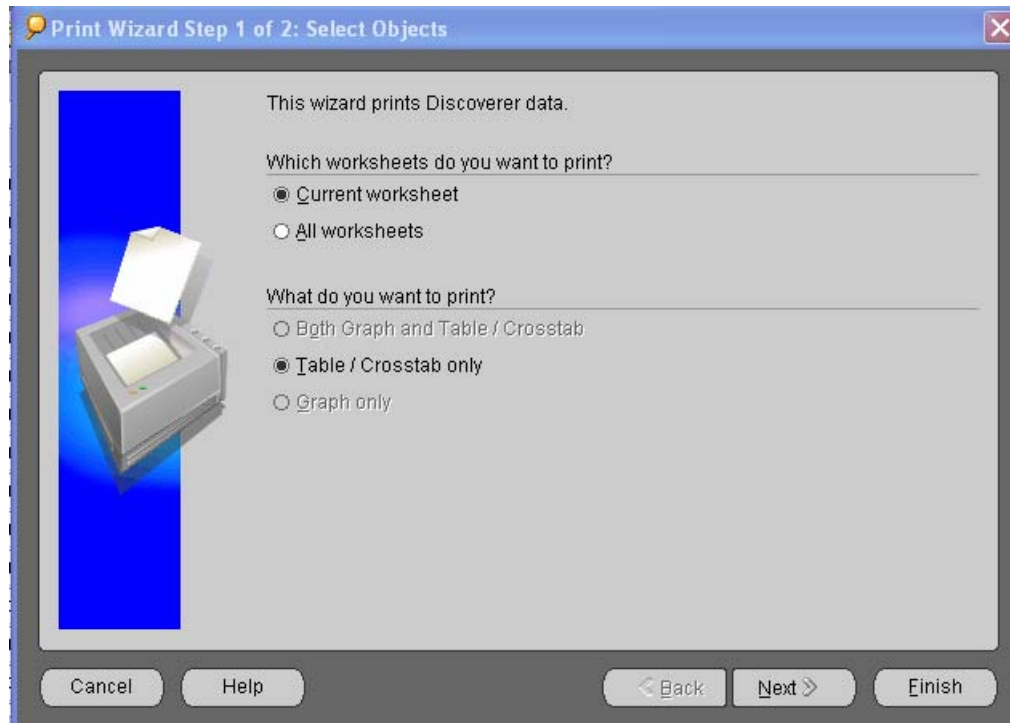 Print Wizard Step 1 of 2: Select Objects
This wizard prints Discoverer data.
Which worksheets do you want to print?
Current worksheet
All worksheets
What do you want to print?
Both Graph and Table / Crosstab
Table / Crosstab only
Graph only
Cancel Help Back Next Finish